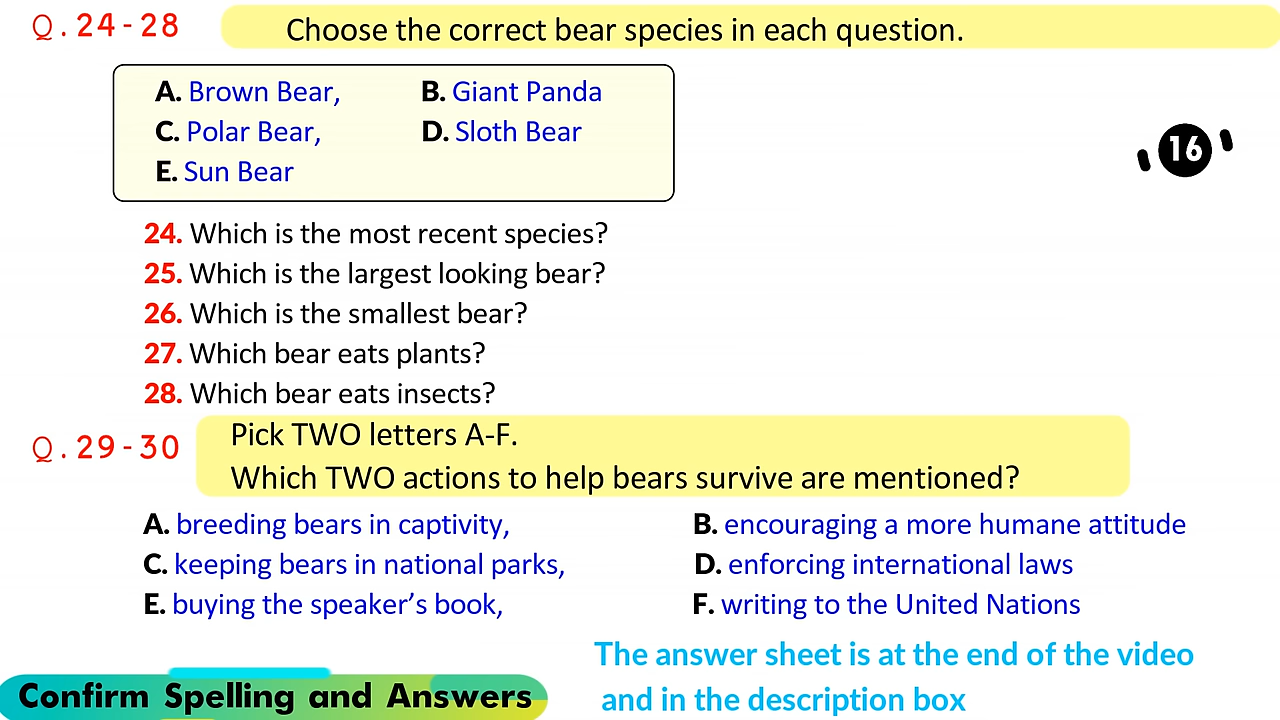 Q.24-28
Choose the correct bear species in each question.
A. Brown Bear, B. Giant Panda
C. Polar Bear, D. Sloth Bear
E. Sun Bear
16
24. Which is the most recent species?
25. Which is the largest looking bear?
26. Which is the smallest bear?
27. Which bear eats plants?
28. Which bear eats insects?
Q.29-30
Pick TWO letters A-F.
Which TWO actions to help bears survive are mentioned?
A. breeding bears in captivity, B. encouraging a more humane attitude
C. keeping bears in national parks, D. enforcing international laws
E. buying the speaker’s book, F. writing to the United Nations
The answer sheet is at the end of the video
and in the description box
Confirm Spelling and Answers